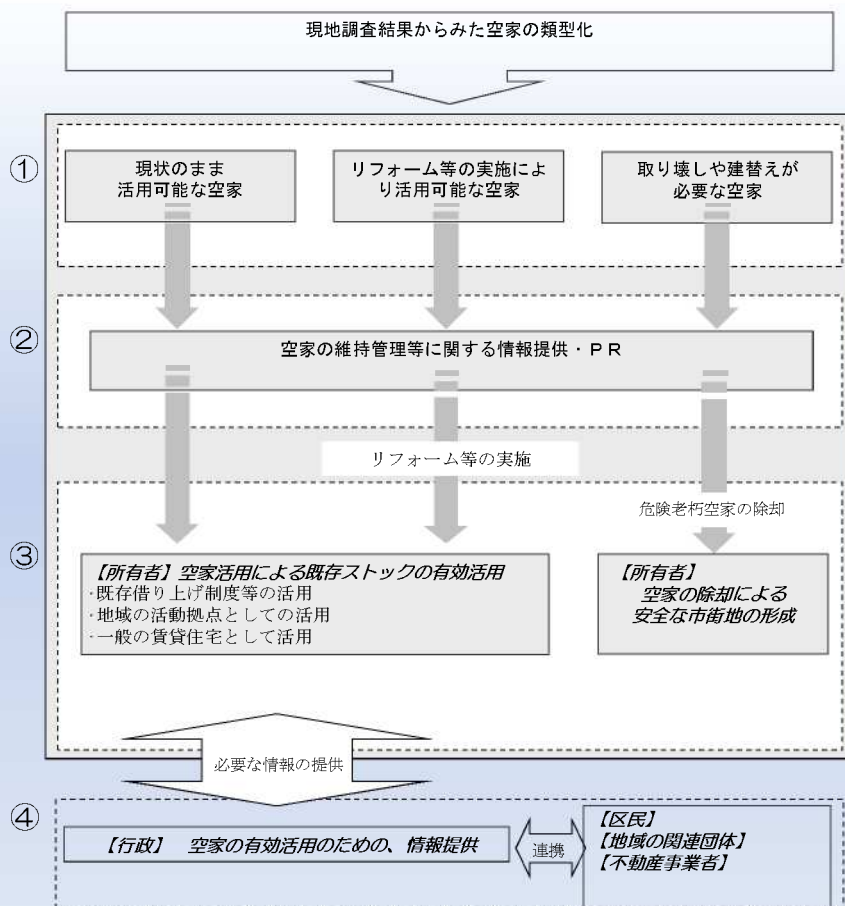 現地調査結果からみた空家の類型化
①
現状のまま
活用可能な空家
リフォーム等の実施によ
り活用可能な空家
取り壊しや建替えが
必要な空家
②
空家の維持管理等に関する情報提供・ＰＲ
リフォーム等の実施
危険老朽空家の除却
③
【所有者】空家活用による既存ストックの有効活用
・既存借り上げ制度等の活用
・地域の活動拠点としての活用
・一般の賃貸住宅として活用
【所有者】
空家の除却による
安全な市街地の形成
必要な情報の提供
④
【行政】　空家の有効活用のための、情報提供
連携
【区民】
【地域の関連団体】
【不動産事業者】